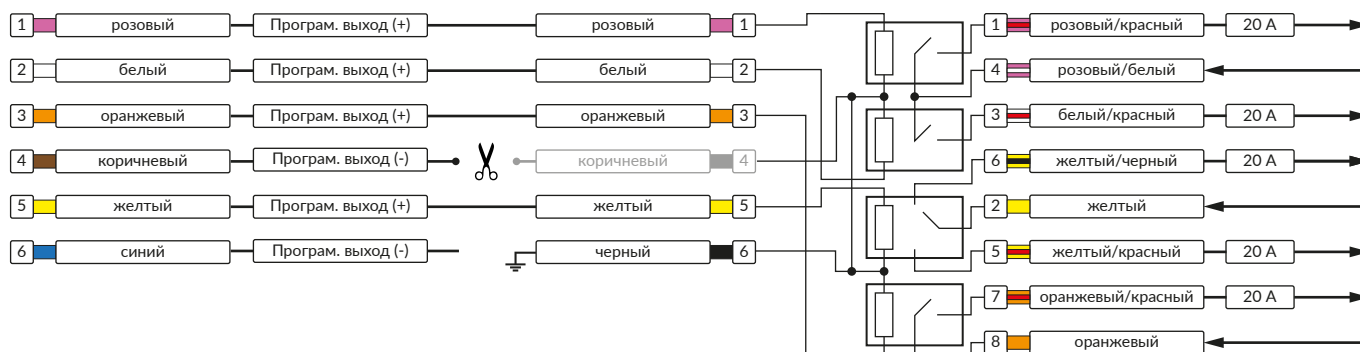 1 розовый Програм. выход (+) розовый 1 1 розовый/красный 20 А
2 белый Програм. выход (+) белый 2 4 розовый/белый
3 оранжевый Програм. выход (+) оранжевый 3 3 белый/красный 20 А
4 коричневый Програм. выход (-) коричневый 4 6 желтый/черный 20 А
5 желтый Програм. выход (+) желтый 5 2 желтый
6 синий Програм. выход (-) черный 6 5 желтый/красный 20 А
7 оранжевый/красный 20 А
8 оранжевый